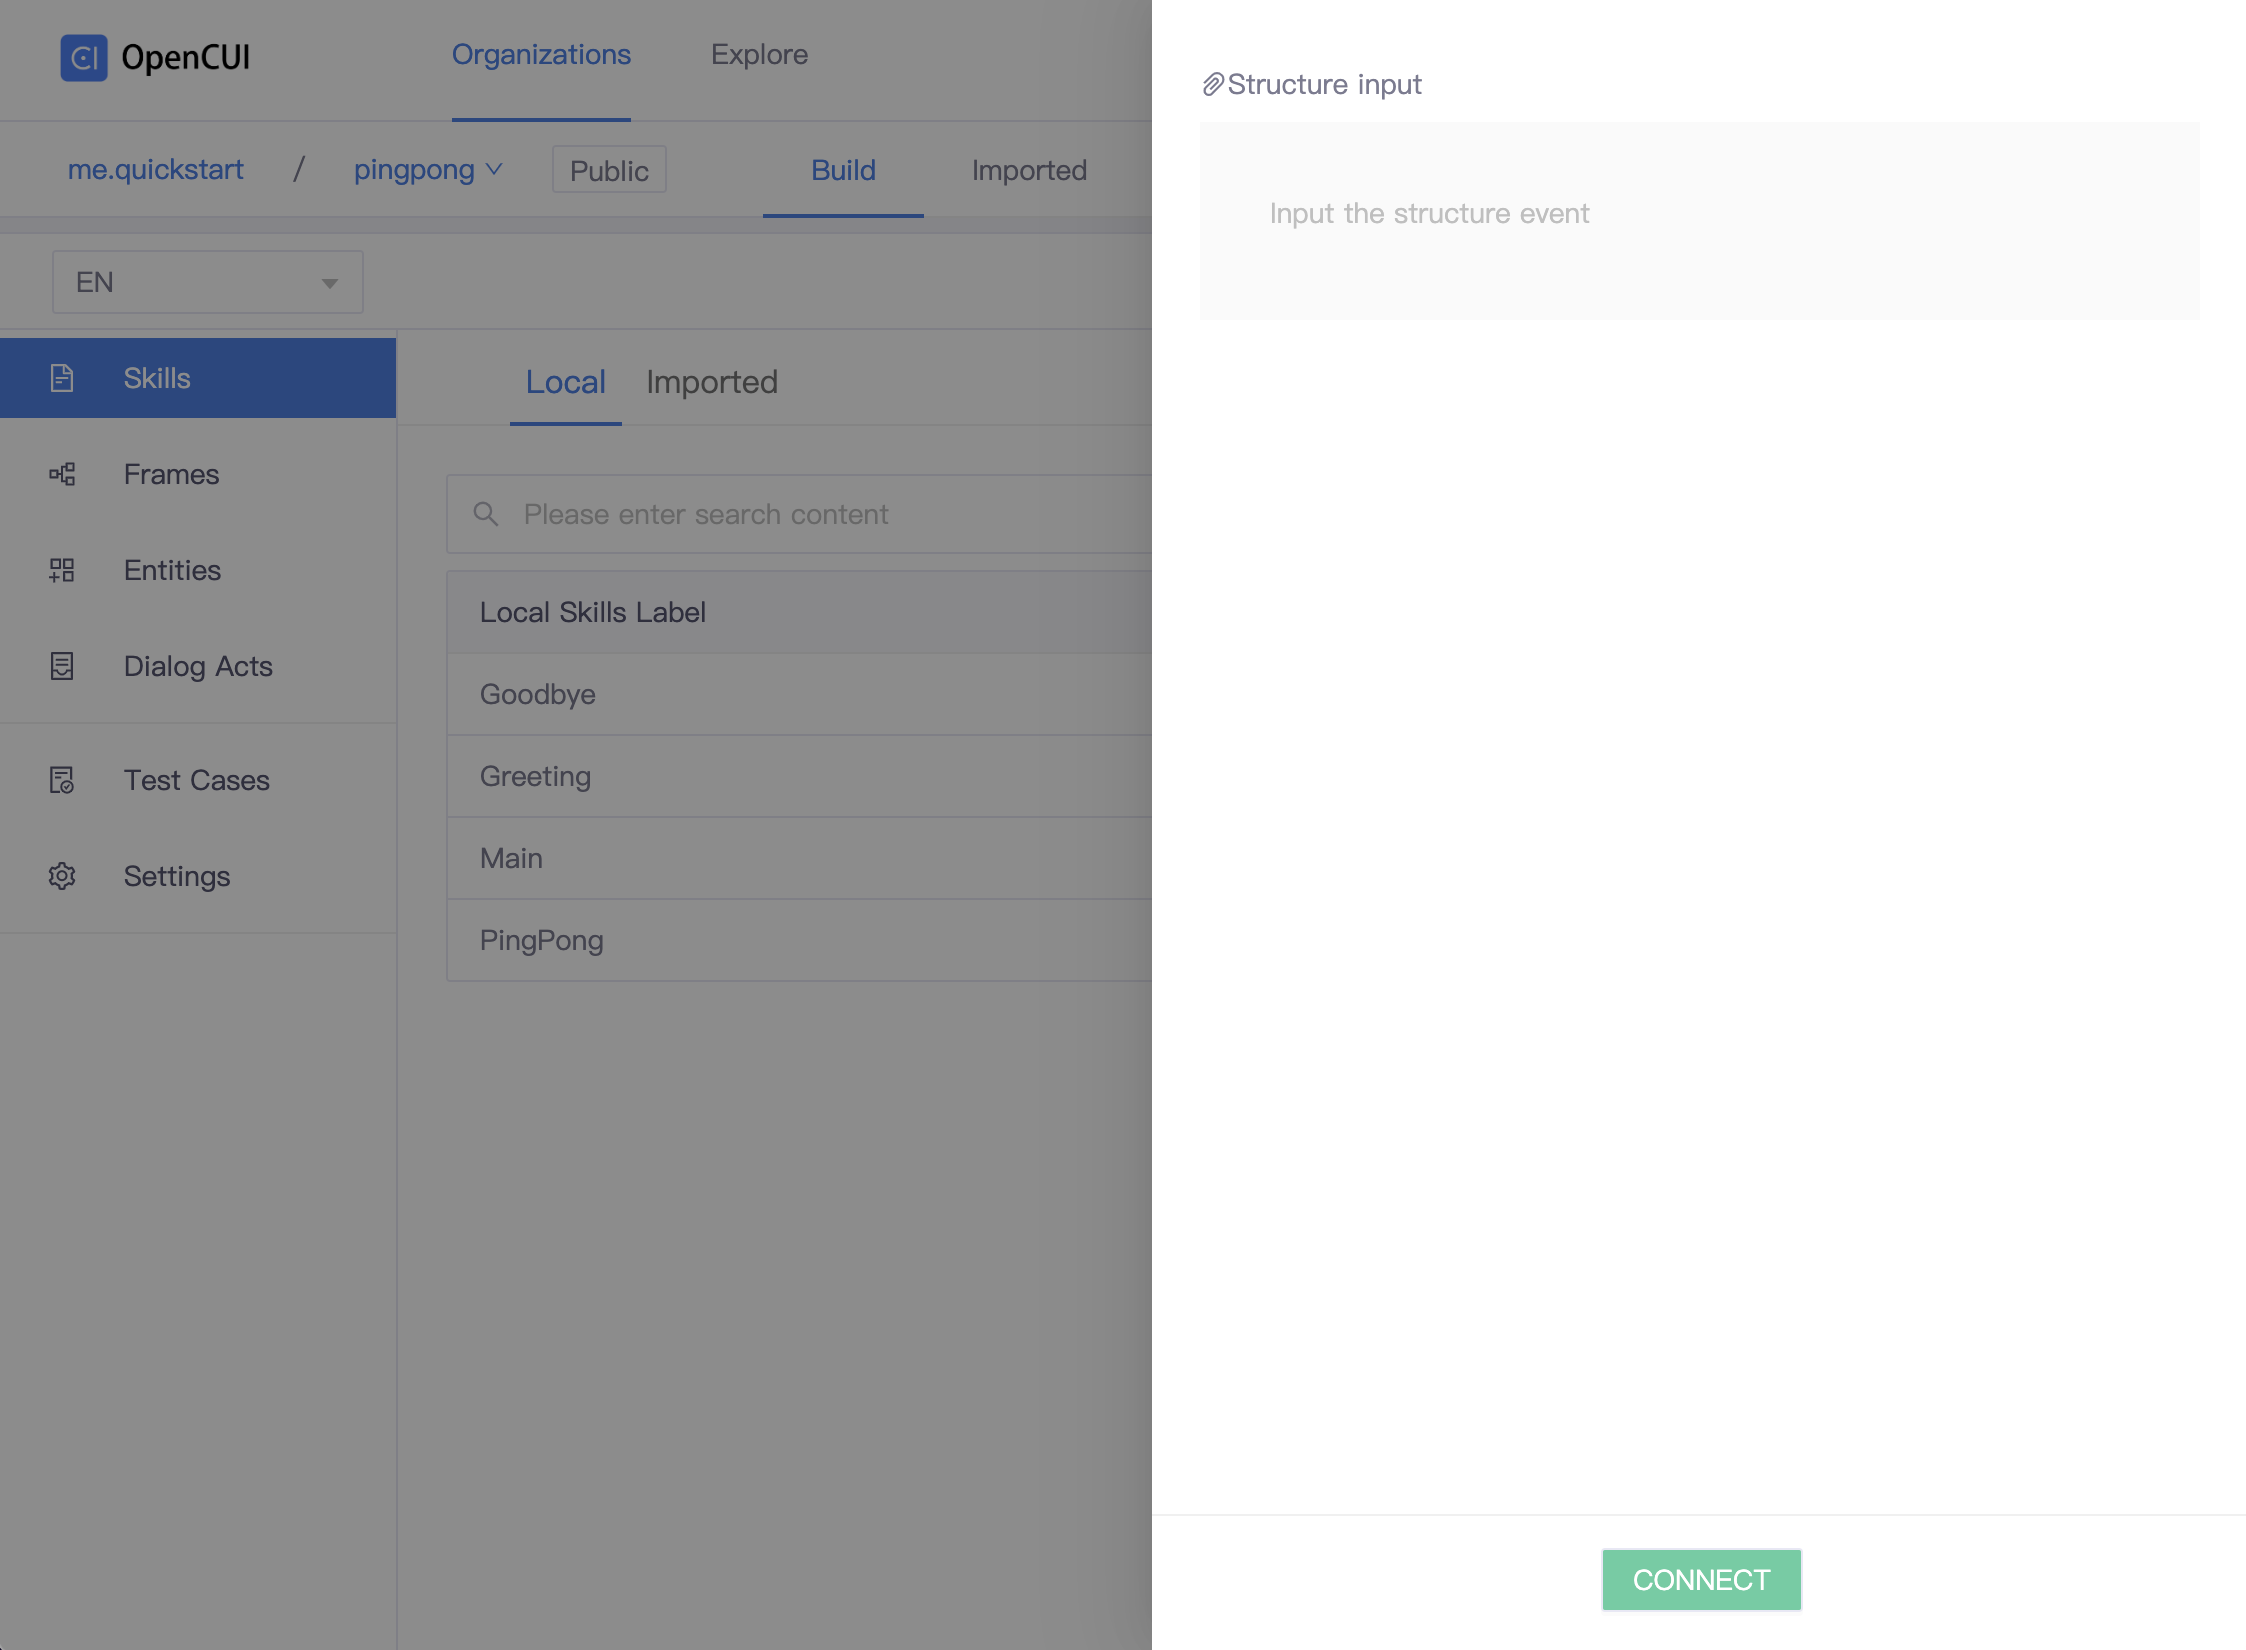 OpenCUI
Organizations
Explore
me.quickstart / pingpong
Public
Build
Imported
EN
Skills
Frames
Entities
Dialog Acts
Test Cases
Settings
Local
Imported
Please enter search content
Local Skills Label
Goodbye
Greeting
Main
PingPong
Structure input
Input the structure event
CONNECT